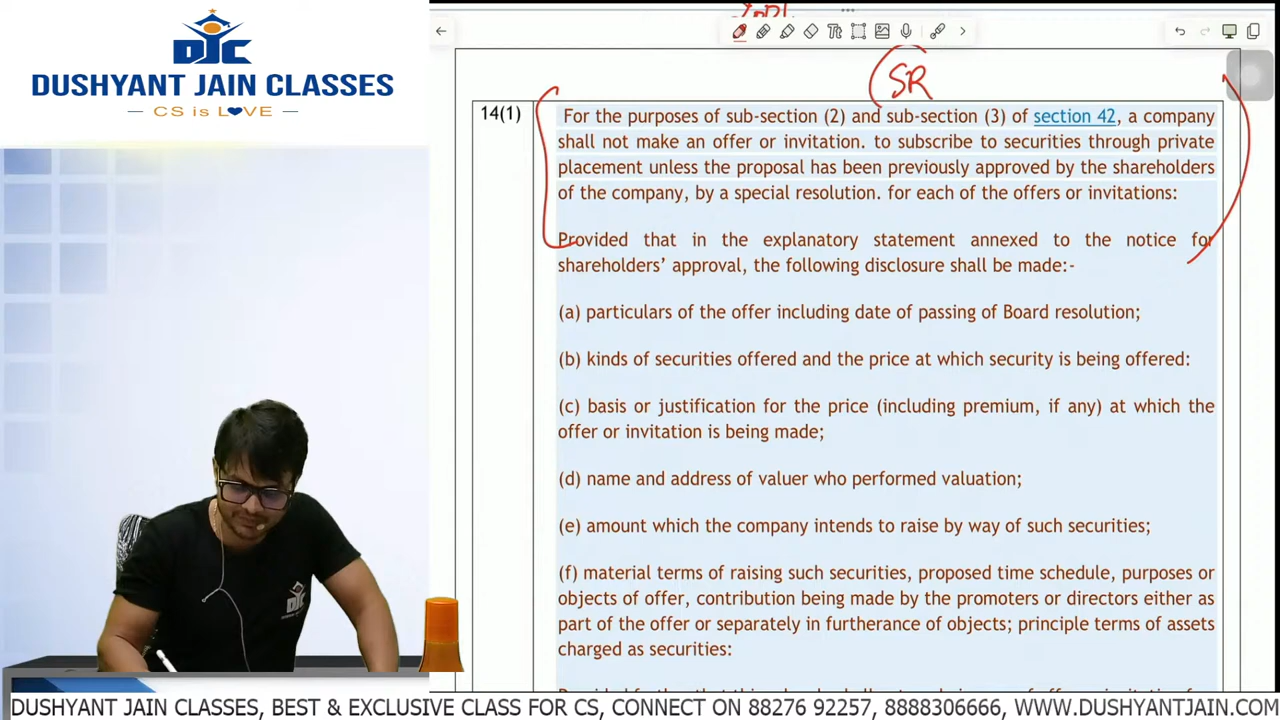 DJC
DUSHYANT JAIN CLASSES
CS is L♥VE
SR
14(1)
For the purposes of sub-section (2) and sub-section (3) of section 42, a company
shall not make an offer or invitation. to subscribe to securities through private
placement unless the proposal has been previously approved by the shareholders
of the company, by a special resolution. for each of the offers or invitations:
Provided that in the explanatory statement annexed to the notice for
shareholders’ approval, the following disclosure shall be made:-
(a) particulars of the offer including date of passing of Board resolution;
(b) kinds of securities offered and the price at which security is being offered:
(c) basis or justification for the price (including premium, if any) at which the
offer or invitation is being made;
(d) name and address of valuer who performed valuation;
(e) amount which the company intends to raise by way of such securities;
(f) material terms of raising such securities, proposed time schedule, purposes or
objects of offer, contribution being made by the promoters or directors either as
part of the offer or separately in furtherance of objects; principle terms of assets
charged as securities:
DUSHYANT JAIN CLASSES, BEST & EXCLUSIVE CLASS FOR CS, CONNECT ON 88276 92257, 8888306666, WWW.DUSHYANTJAIN.COM